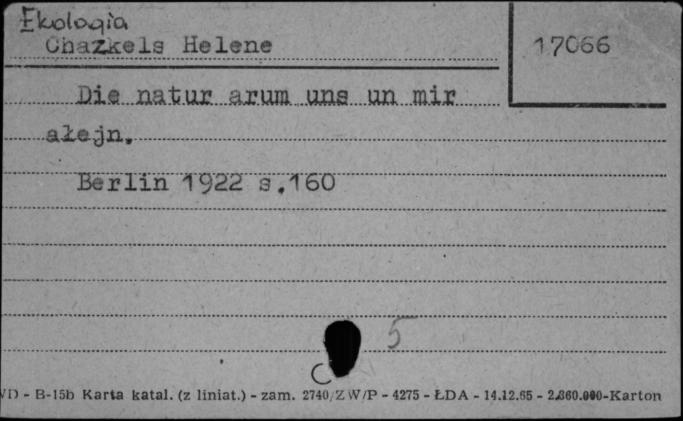 Ekologia
Chazkels Helene
17066
Die natur arum uns un mir
ałejn.
Berlin 1922 s.160
5
C
VD - B-15b Karta katal. (z liniat.) - zam. 2740/ZW/P - 4275 - ŁDA - 14.12.65 - 2.860.000-Karton